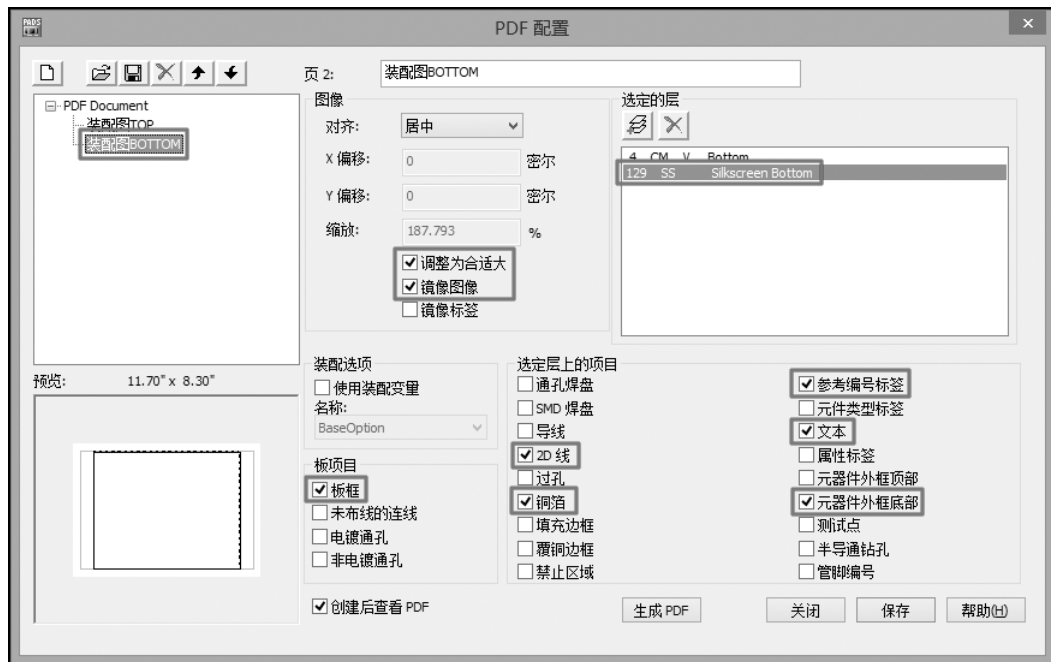 PADS
PDF 配置
页 2:
装配图BOTTOM
PDF Document
装配图TOP
装配图BOTTOM
图像
对齐:
居中
X 偏移:
0
密尔
Y 偏移:
0
密尔
缩放:
187.793
%
调整为合适大
镜像图像
镜像标签
选定的层
4 CM V Bottom
129 SS Silkscreen Bottom
预览:
11.70" x 8.30"
装配选项
使用装配变量
名称:
BaseOption
板项目
板框
未布线的连线
电镀通孔
非电镀通孔
选定层上的项目
通孔焊盘
SMD 焊盘
导线
2D 线
过孔
铜箔
填充边框
覆铜边框
禁止区域
参考编号标签
元件类型标签
文本
属性标签
元器件外框顶部
元器件外框底部
测试点
半导通钻孔
管脚编号
创建后查看 PDF
生成 PDF
关闭
保存
帮助(H)